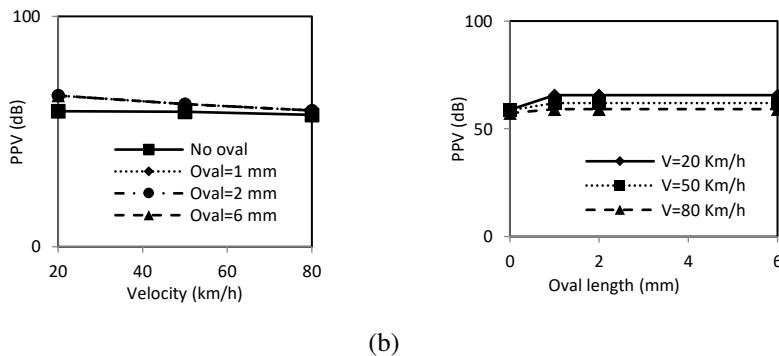 100
PPV (dB)
No oval
Oval=1 mm
Oval=2 mm
Oval=6 mm
0
20 40 60 80
Velocity (km/h)
100
PPV (dB)
50
V=20 Km/h
V=50 Km/h
V=80 Km/h
0
0 2 4 6
Oval length (mm)
(b)